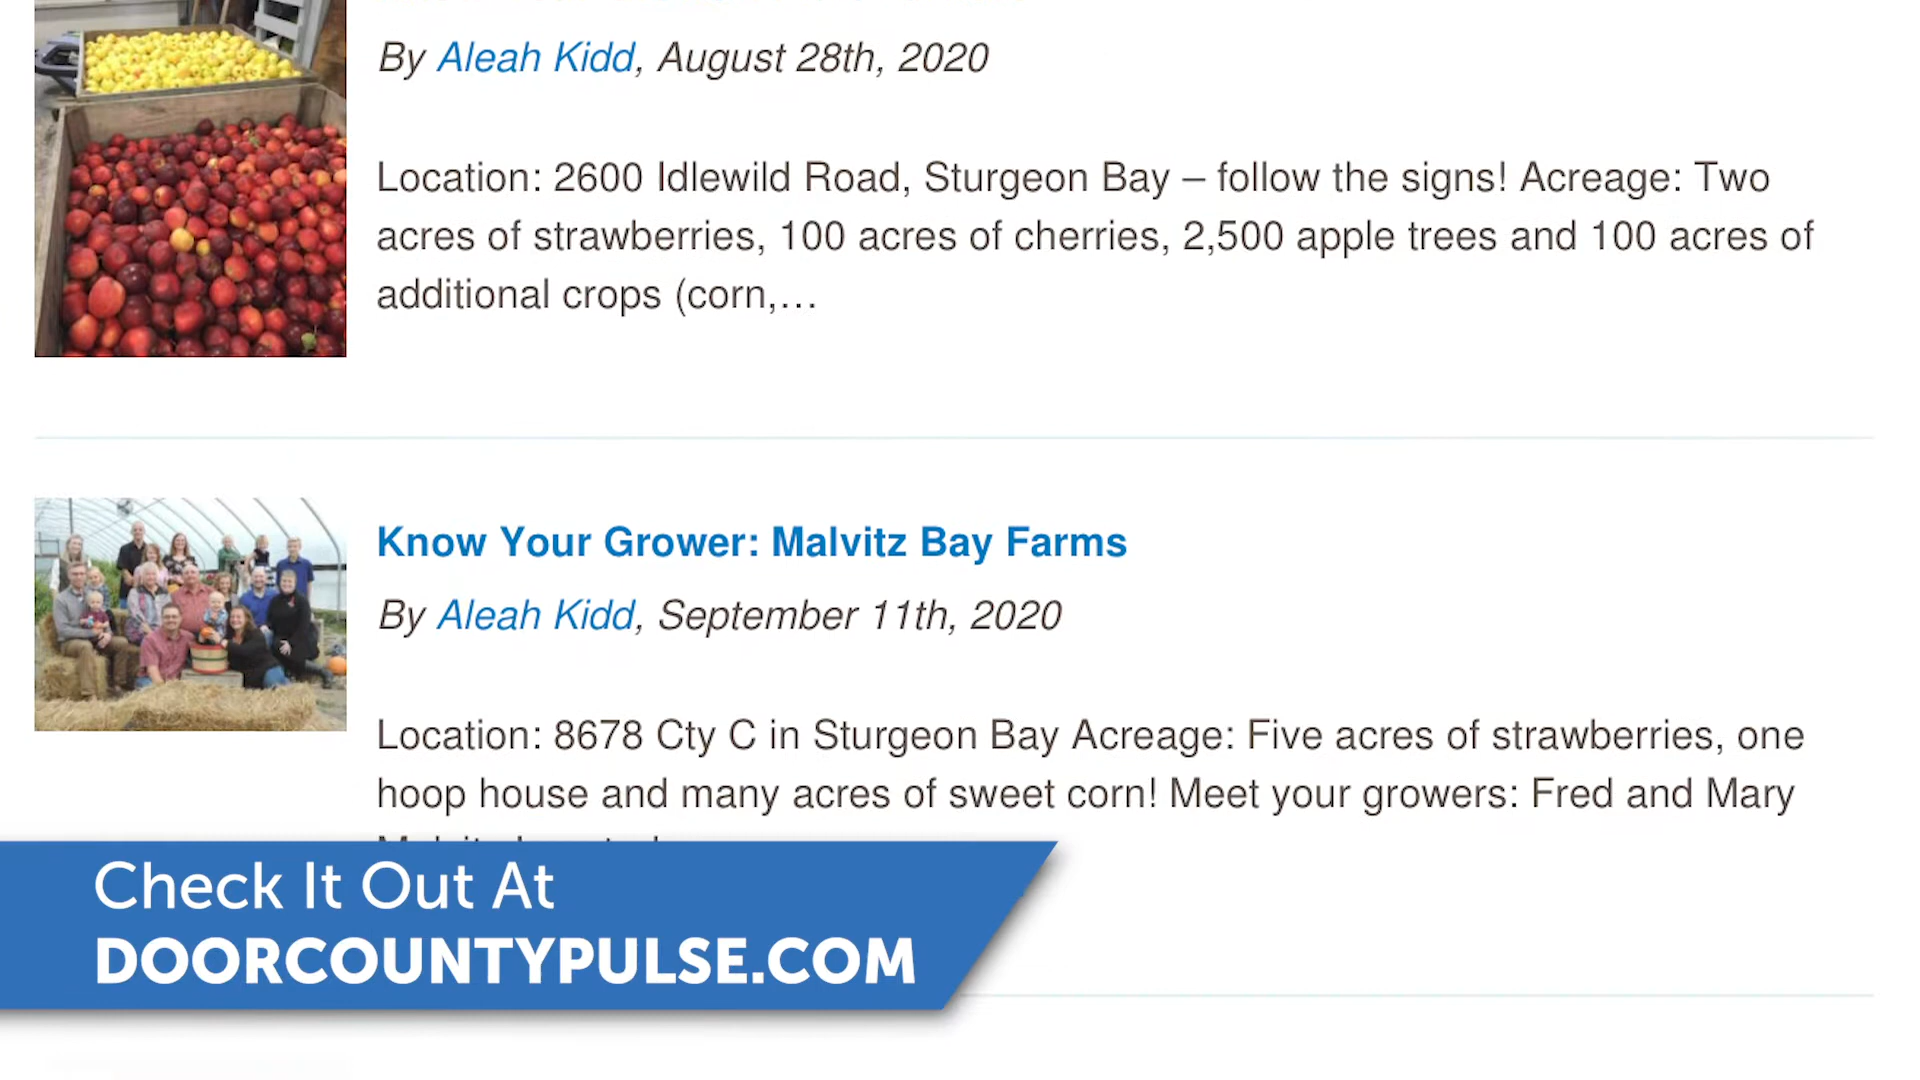 By Aleah Kidd, August 28th, 2020
Location: 2600 Idlewild Road, Sturgeon Bay – follow the signs! Acreage: Two
acres of strawberries, 100 acres of cherries, 2,500 apple trees and 100 acres of
additional crops (corn,…
Know Your Grower: Malvitz Bay Farms
By Aleah Kidd, September 11th, 2020
Location: 8678 Cty C in Sturgeon Bay Acreage: Five acres of strawberries, one
hoop house and many acres of sweet corn! Meet your growers: Fred and Mary
Check It Out At
DOORCOUNTYPULSE.COM